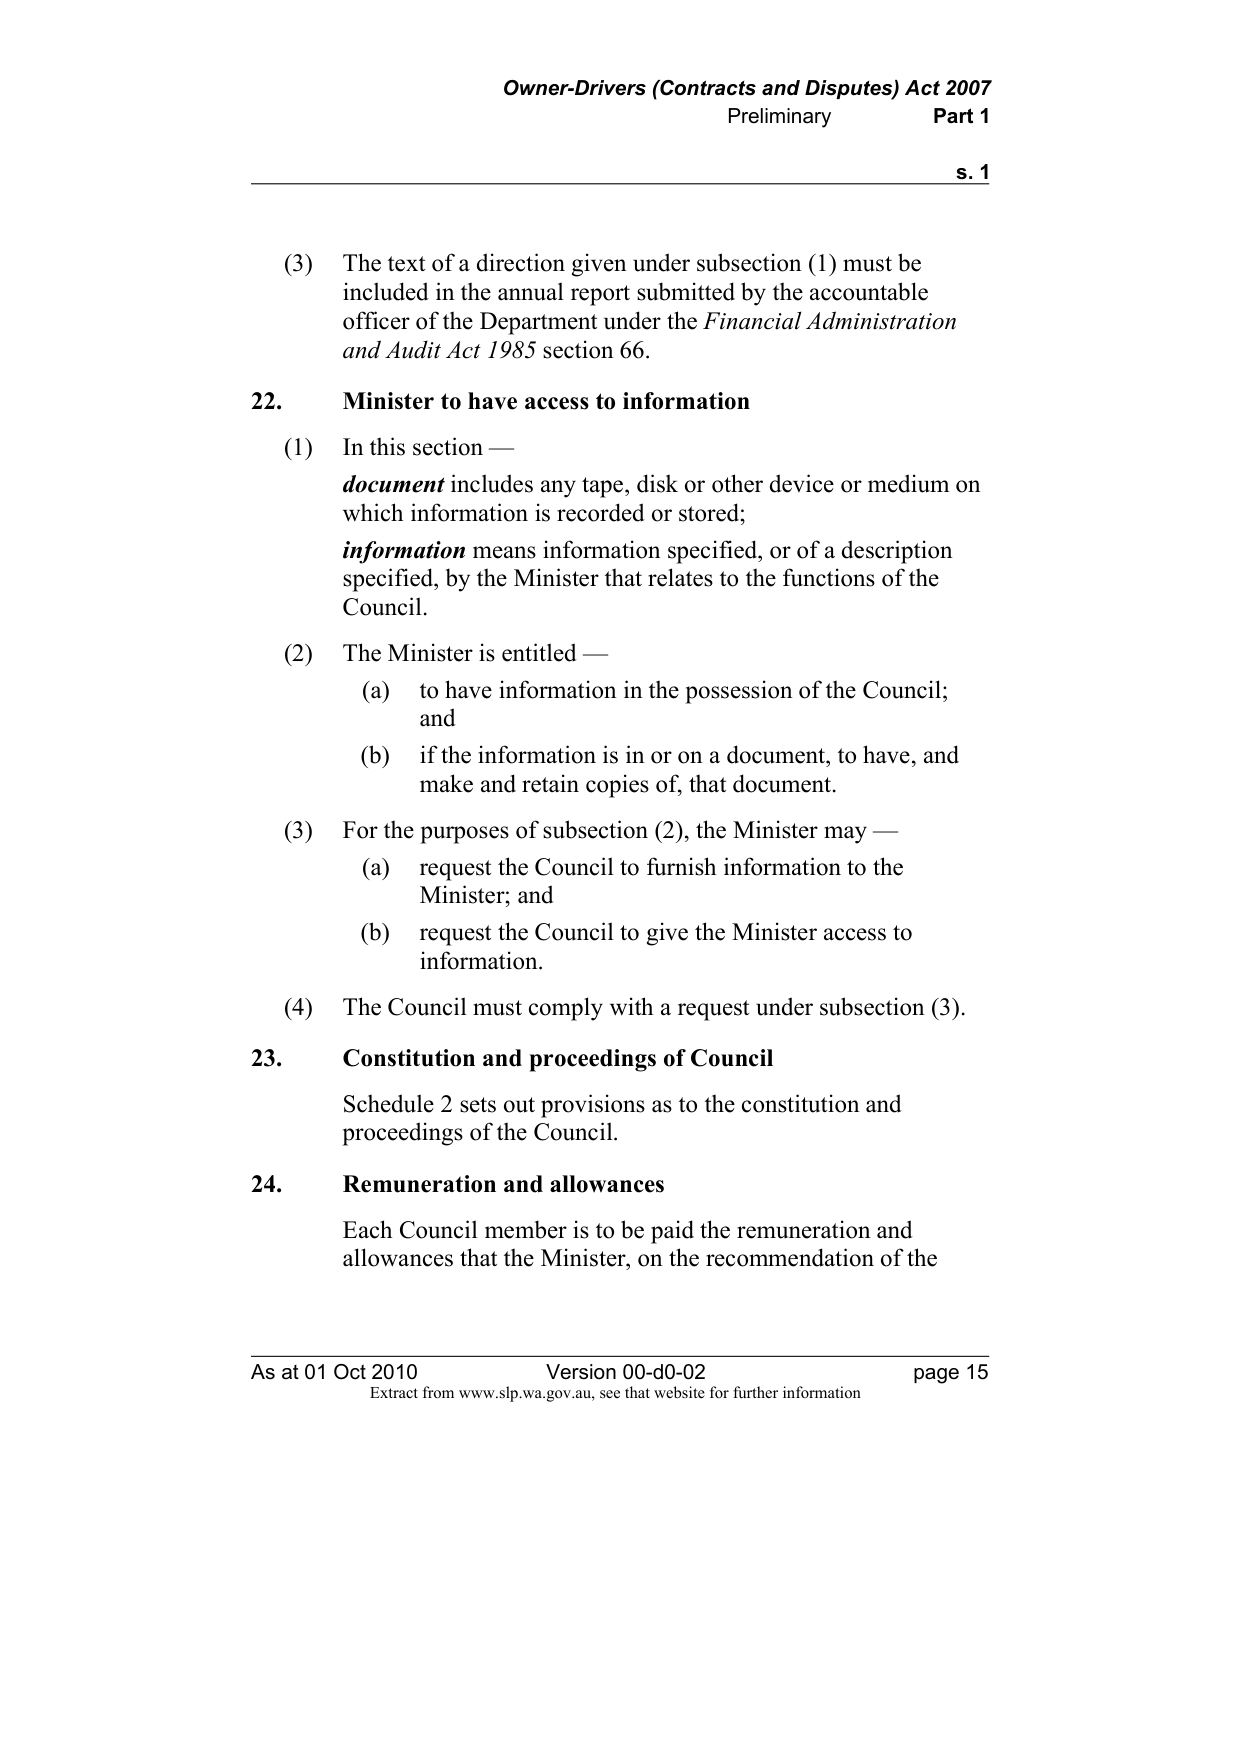 Owner-Drivers (Contracts and Disputes) Act 2007
Preliminary Part 1
s. 1
(3) The text of a direction given under subsection (1) must be
included in the annual report submitted by the accountable
officer of the Department under the Financial Administration
and Audit Act 1985 section 66.
22. Minister to have access to information
(1) In this section —
document includes any tape, disk or other device or medium on
which information is recorded or stored;
information means information specified, or of a description
specified, by the Minister that relates to the functions of the
Council.
(2) The Minister is entitled —
(a) to have information in the possession of the Council;
and
(b) if the information is in or on a document, to have, and
make and retain copies of, that document.
(3) For the purposes of subsection (2), the Minister may —
(a) request the Council to furnish information to the
Minister; and
(b) request the Council to give the Minister access to
information.
(4) The Council must comply with a request under subsection (3).
23. Constitution and proceedings of Council
Schedule 2 sets out provisions as to the constitution and
proceedings of the Council.
24. Remuneration and allowances
Each Council member is to be paid the remuneration and
allowances that the Minister, on the recommendation of the
As at 01 Oct 2010 Version 00-d0-02 page 15
Extract from www.slp.wa.gov.au, see that website for further information